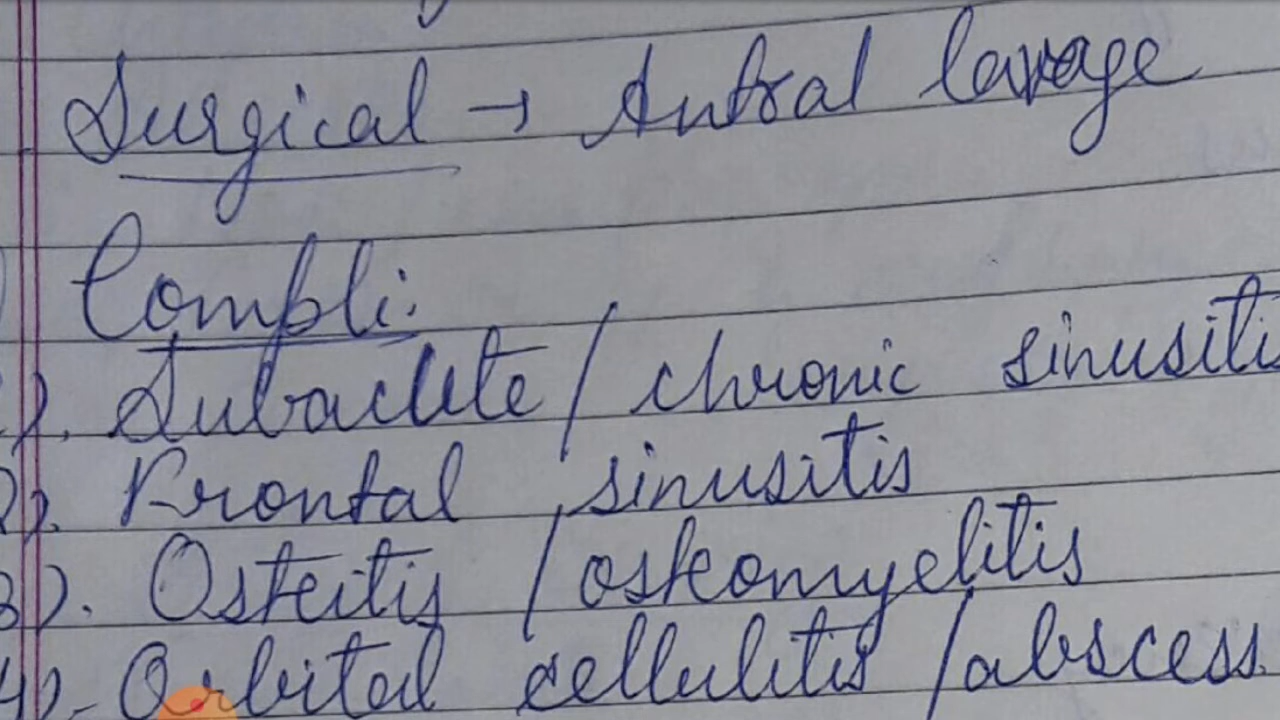 Surgical → Antral lavage
Compli.
1). Subacute / chronic sinusitis
2). Frontal sinusitis
3). Osteitis / osteomyelitis
4). Orbital cellulitis / abscess.